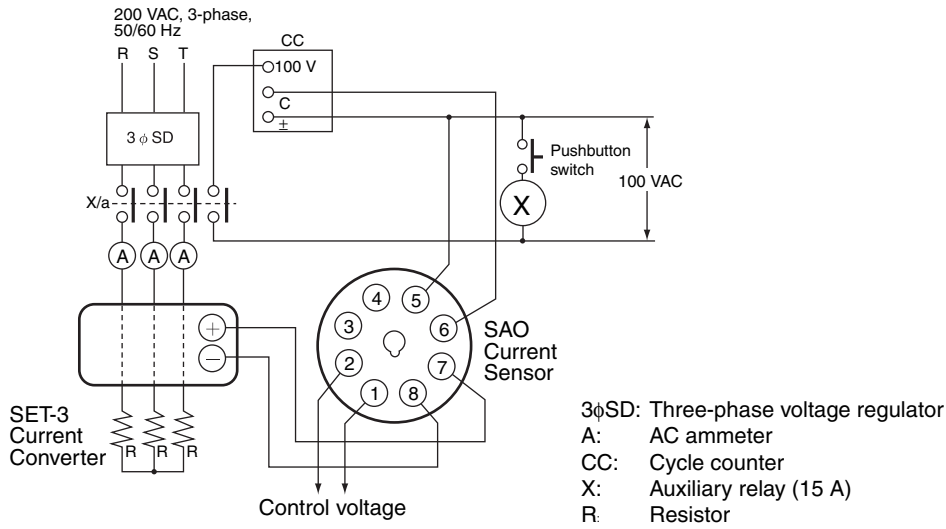 200 VAC, 3-phase,
50/60 Hz
R S T
CC
100 V
C
±
3 ϕ SD
Pushbutton
switch
100 VAC
X/a
X
A A A
4 5
3 6
2 7
1 8
+
−
SAO
Current
Sensor
SET-3
Current
Converter
R R R
Control voltage
3ϕSD: Three-phase voltage regulator
A: AC ammeter
CC: Cycle counter
X: Auxiliary relay (15 A)
R: Resistor